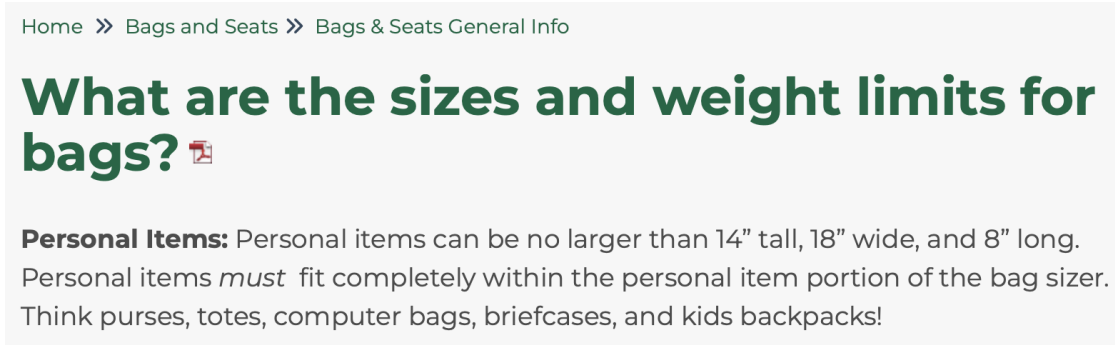 Home » Bags and Seats » Bags & Seats General Info
What are the sizes and weight limits for
bags?
Personal Items: Personal items can be no larger than 14” tall, 18” wide, and 8” long.
Personal items must fit completely within the personal item portion of the bag sizer.
Think purses, totes, computer bags, briefcases, and kids backpacks!